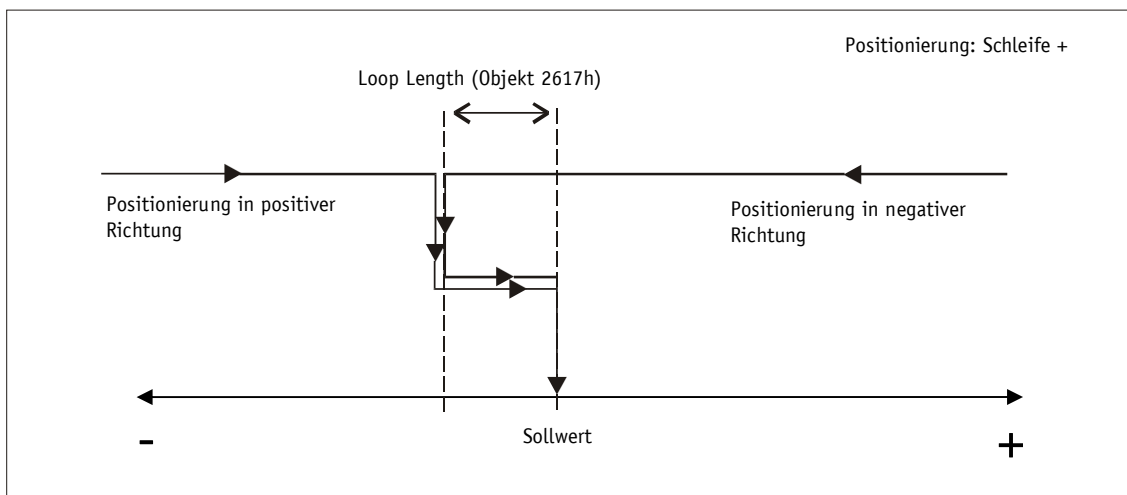 Positionierung: Schleife +
Loop Length (Objekt 2617h)
Positionierung in positiver
Richtung
Positionierung in negativer
Richtung
Sollwert
-
+